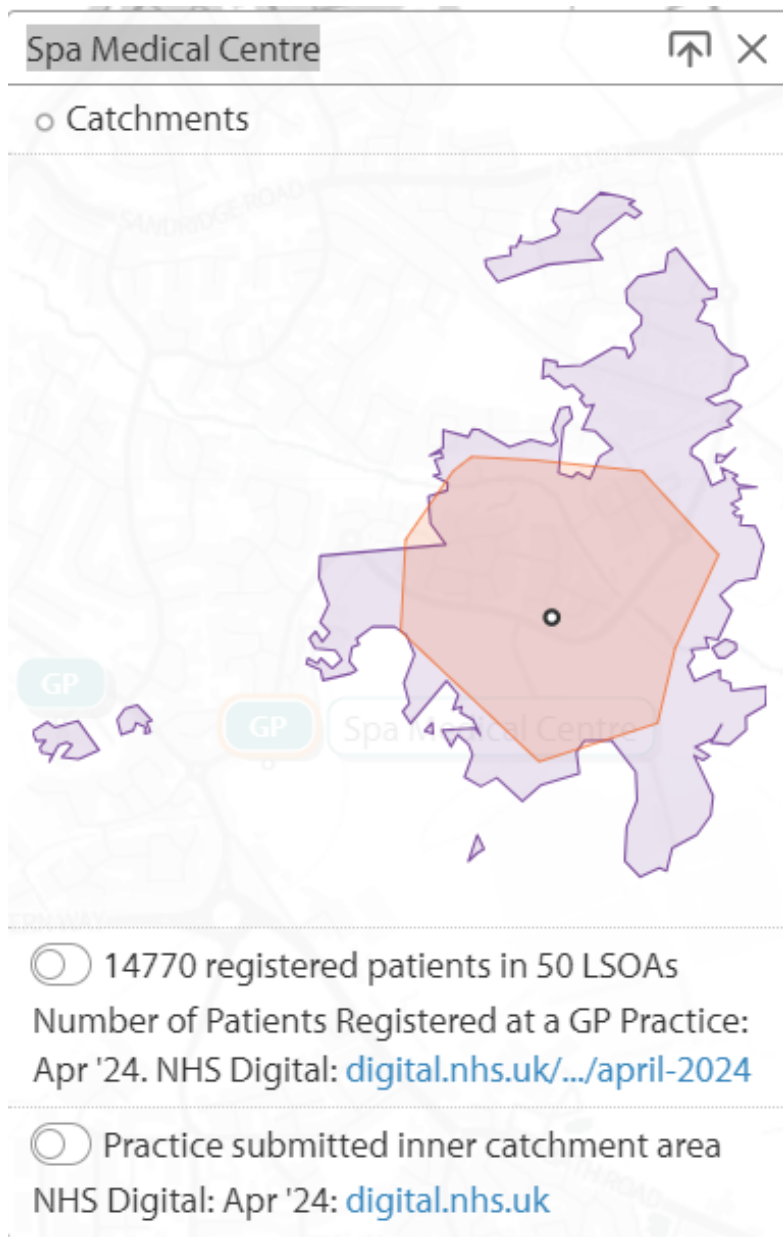 Spa Medical Centre
Catchments
SANDRIDGE ROAD
GP
GP
Spa Medical Centre
ERN WAY
14770 registered patients in 50 LSOAs
Number of Patients Registered at a GP Practice:
Apr '24. NHS Digital: digital.nhs.uk/.../april-2024
Practice submitted inner catchment area
NHS Digital: Apr '24: digital.nhs.uk